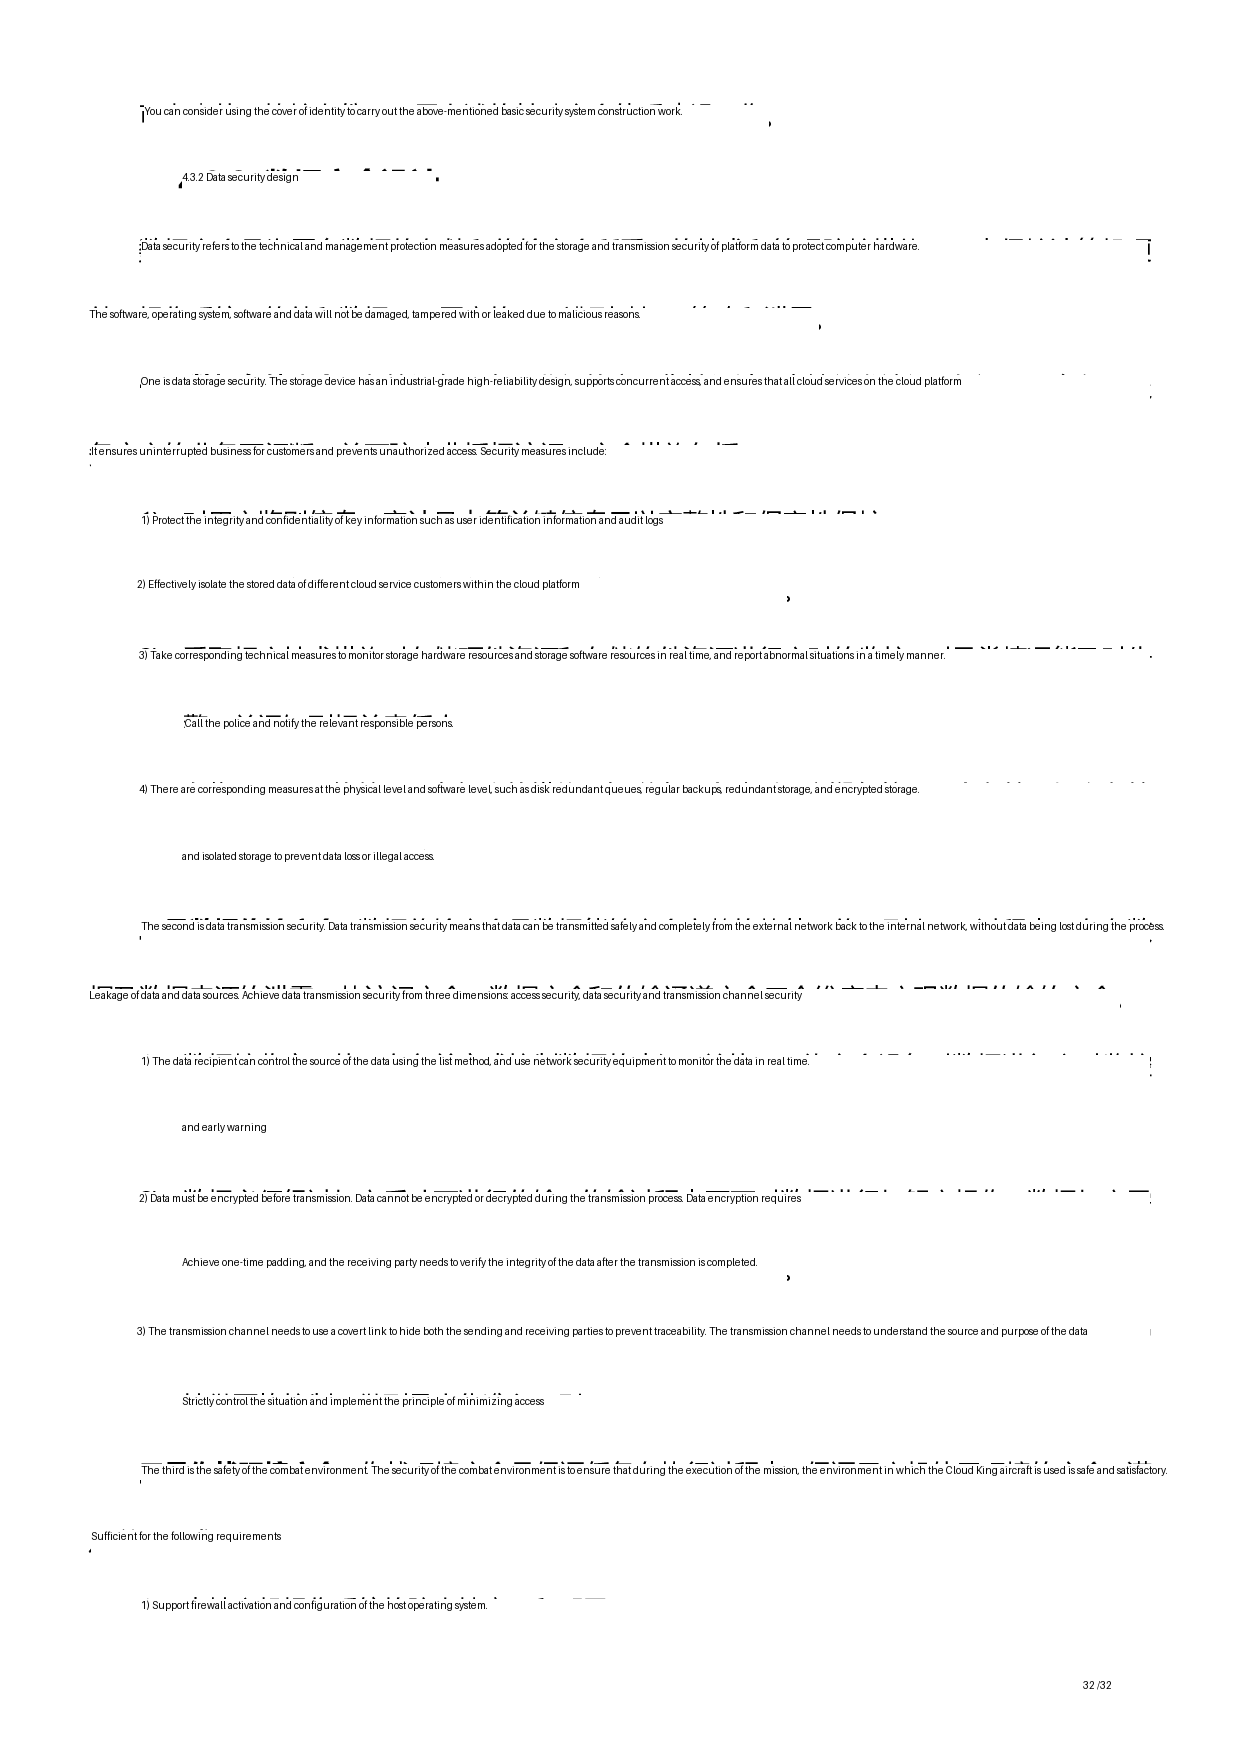 You can consider using the cover of identity to carry out the above-mentioned basic security system construction work.
4.3.2 Data security design
Data security refers to the technical and management protection measures adopted for the storage and transmission security of platform data to protect computer hardware.
The software, operating system, software and data will not be damaged, tampered with or leaked due to malicious reasons.
One is data storage security. The storage device has an industrial-grade high-reliability design, supports concurrent access, and ensures that all cloud services on the cloud platform
It ensures uninterrupted business for customers and prevents unauthorized access. Security measures include:
1) Protect the integrity and confidentiality of key information such as user identification information and audit logs
2) Effectively isolate the stored data of different cloud service customers within the cloud platform
3) Take corresponding technical measures to monitor storage hardware resources and storage software resources in real time, and report abnormal situations in a timely manner.
Call the police and notify the relevant responsible persons.
4) There are corresponding measures at the physical level and software level, such as disk redundant queues, regular backups, redundant storage, and encrypted storage.
and isolated storage to prevent data loss or illegal access.
The second is data transmission security. Data transmission security means that data can be transmitted safely and completely from the external network back to the internal network, without data being lost during the process.
Leakage of data and data sources. Achieve data transmission security from three dimensions: access security, data security and transmission channel security
1) The data recipient can control the source of the data using the list method, and use network security equipment to monitor the data in real time.
and early warning
2) Data must be encrypted before transmission. Data cannot be encrypted or decrypted during the transmission process. Data encryption requires
Achieve one-time padding, and the receiving party needs to verify the integrity of the data after the transmission is completed.
3) The transmission channel needs to use a covert link to hide both the sending and receiving parties to prevent traceability. The transmission channel needs to understand the source and purpose of the data
Strictly control the situation and implement the principle of minimizing access
The third is the safety of the combat environment. The security of the combat environment is to ensure that during the execution of the mission, the environment in which the Cloud King aircraft is used is safe and satisfactory.
Sufficient for the following requirements
1) Support firewall activation and configuration of the host operating system.
32 /32